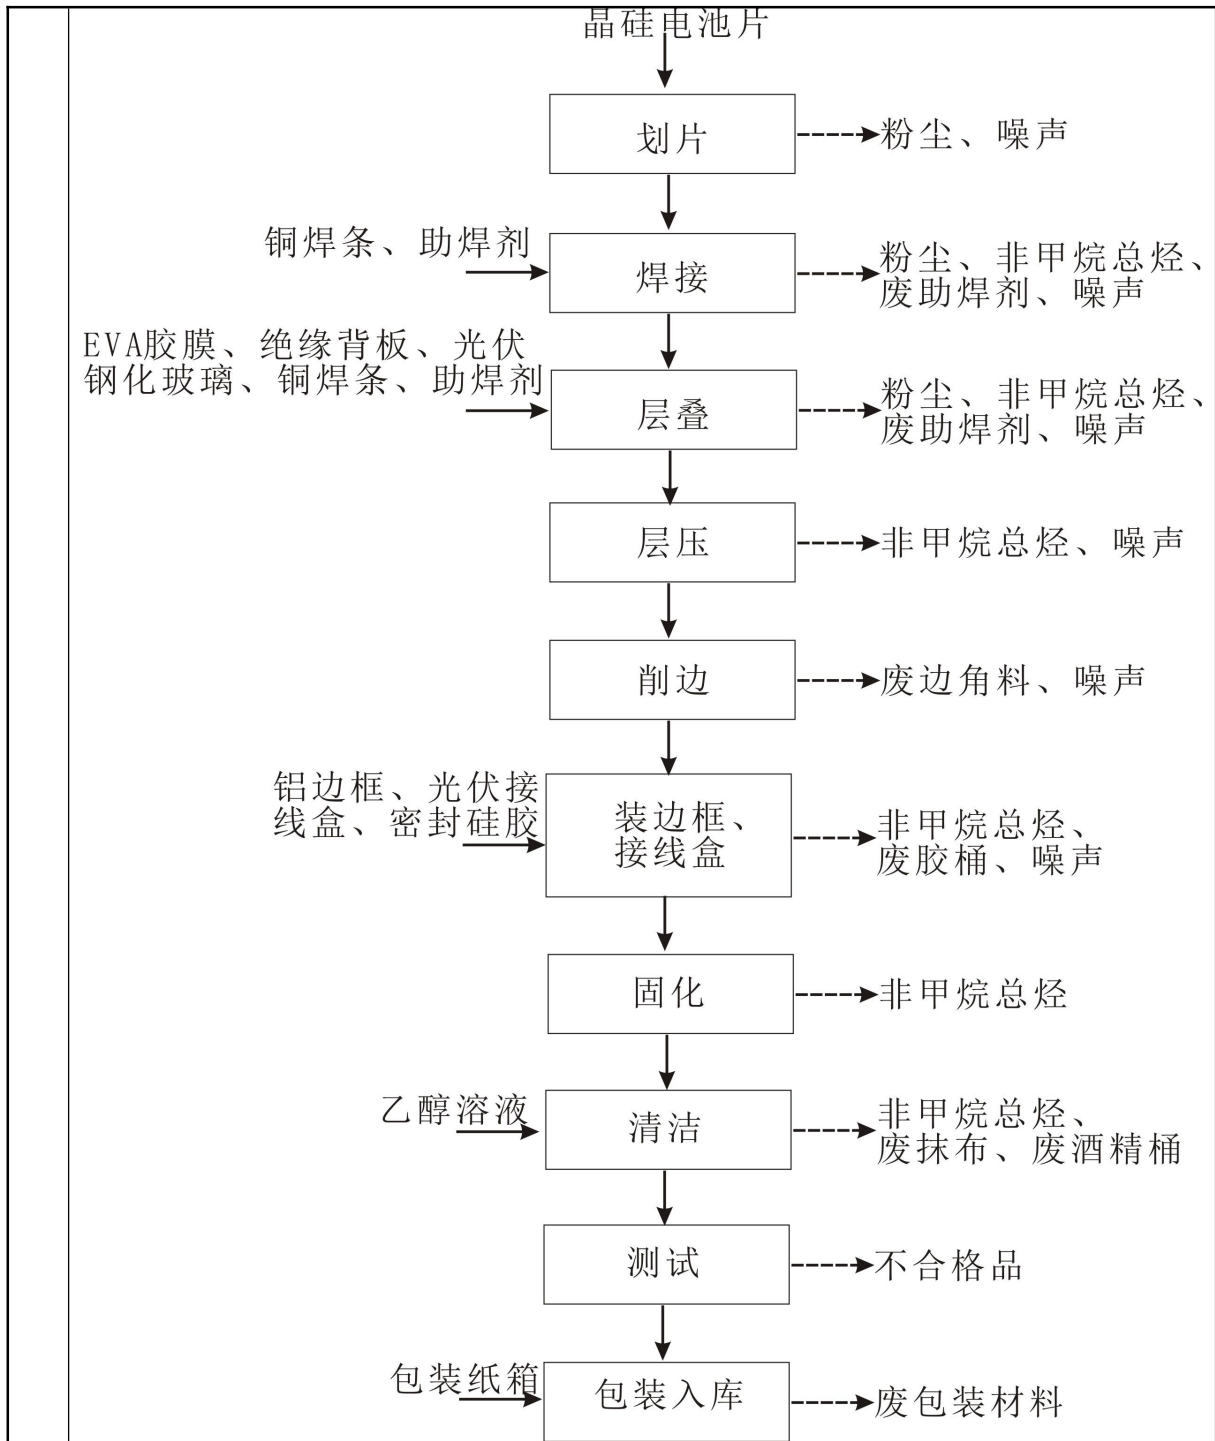 晶硅电池片
划片
粉尘、噪声
铜焊条、助焊剂
焊接
粉尘、非甲烷总烃、
废助焊剂、噪声
EVA胶膜、绝缘背板、光伏
钢化玻璃、铜焊条、助焊剂
层叠
粉尘、非甲烷总烃、
废助焊剂、噪声
层压
非甲烷总烃、噪声
削边
废边角料、噪声
铝边框、光伏接
线盒、密封硅胶
装边框、
接线盒
非甲烷总烃、
废胶桶、噪声
固化
非甲烷总烃
乙醇溶液
清洁
非甲烷总烃、
废抹布、废酒精桶
测试
不合格品
包装纸箱
包装入库
废包装材料